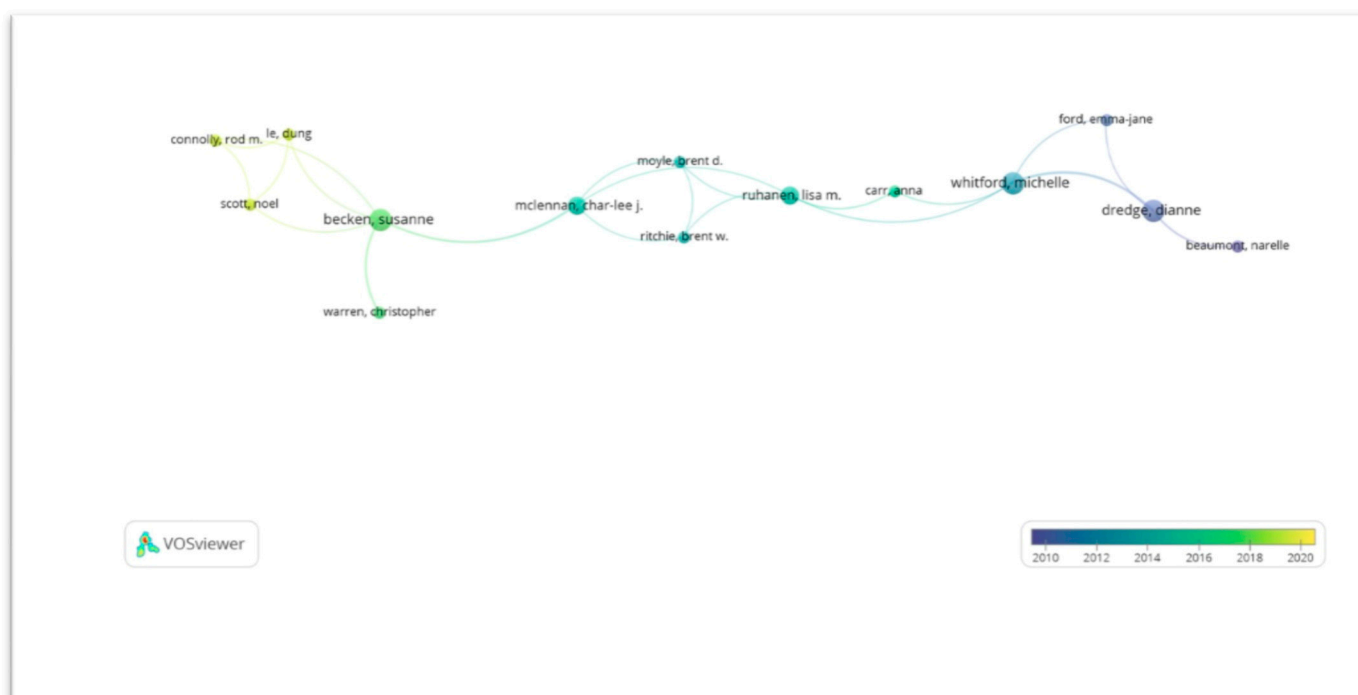 connolly, rod m.
le, dung
scott, noel
becken, susanne
warren, christopher
mclennan, char-lee j.
moyle, brent d.
ritchie, brent w.
ruhanen, lisa m.
carr, anna
whitford, michelle
ford, emma-jane
dredge, dianne
beaumont, narelle
VOSviewer
2010 2012 2014 2016 2018 2020